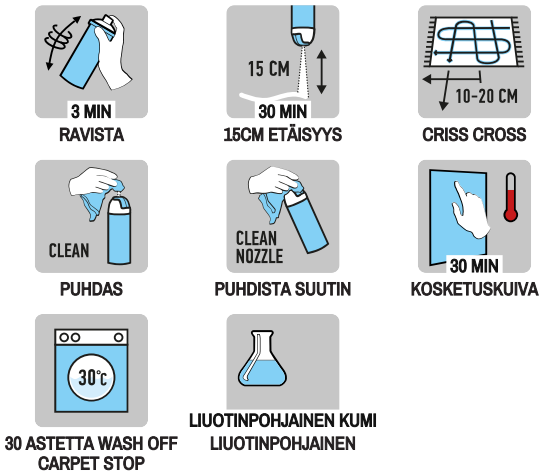 3 MIN
RAVISTA
15 CM
30 MIN
15CM ETÄISYYS
10-20 CM
CRISS CROSS
CLEAN
PUHDAS
CLEAN
NOZZLE
PUHDISTA SUUTIN
30 MIN
KOSKETUSKUIVA
30°C
30 ASTETTA WASH OFF
CARPET STOP
LIUOTINPOHJAINEN KUMI
LIUOTINPOHJAINEN